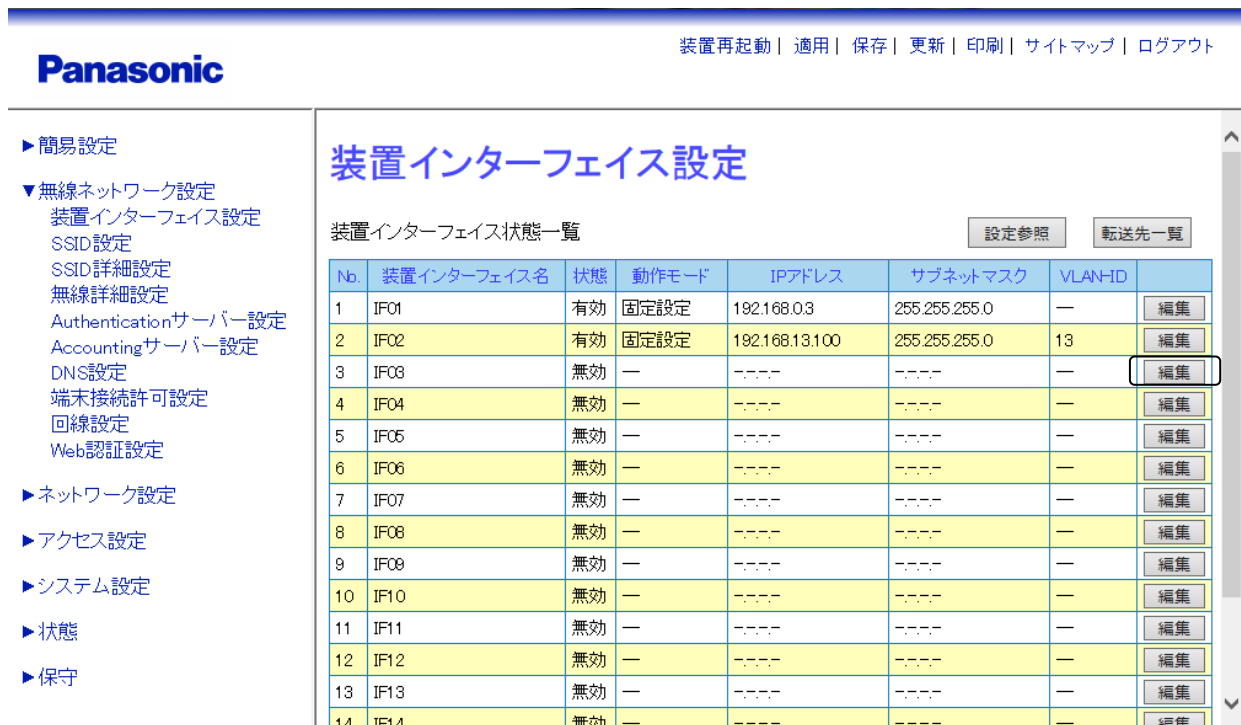 Panasonic
装置再起動| 適用| 保存| 更新| 印刷| サイトマップ| ログアウト
▶簡易設定
▼無線ネットワーク設定
装置インターフェイス設定
SSID設定
SSID詳細設定
無線詳細設定
Authenticationサーバー設定
Accountingサーバー設定
DNS設定
端末接続許可設定
回線設定
Web認証設定
▶ネットワーク設定
▶アクセス設定
▶システム設定
▶状態
▶保守
装置インターフェイス設定
装置インターフェイス状態一覧 設定参照 転送先一覧
No. 装置インターフェイス名 状態 動作モード IPアドレス サブネットマスク VLAN-ID
1 IF01 有効 固定設定 192.168.0.3 255.255.255.0 — 編集
2 IF02 有効 固定設定 192.168.13.100 255.255.255.0 13 編集
3 IF03 無効 — -.-.-.- -.-.-.- — 編集
4 IF04 無効 — -.-.-.- -.-.-.- — 編集
5 IF05 無効 — -.-.-.- -.-.-.- — 編集
6 IF06 無効 — -.-.-.- -.-.-.- — 編集
7 IF07 無効 — -.-.-.- -.-.-.- — 編集
8 IF08 無効 — -.-.-.- -.-.-.- — 編集
9 IF09 無効 — -.-.-.- -.-.-.- — 編集
10 IF10 無効 — -.-.-.- -.-.-.- — 編集
11 IF11 無効 — -.-.-.- -.-.-.- — 編集
12 IF12 無効 — -.-.-.- -.-.-.- — 編集
13 IF13 無効 — -.-.-.- -.-.-.- — 編集
14 IF14 無効 — -.-.-.- -.-.-.- — 編集